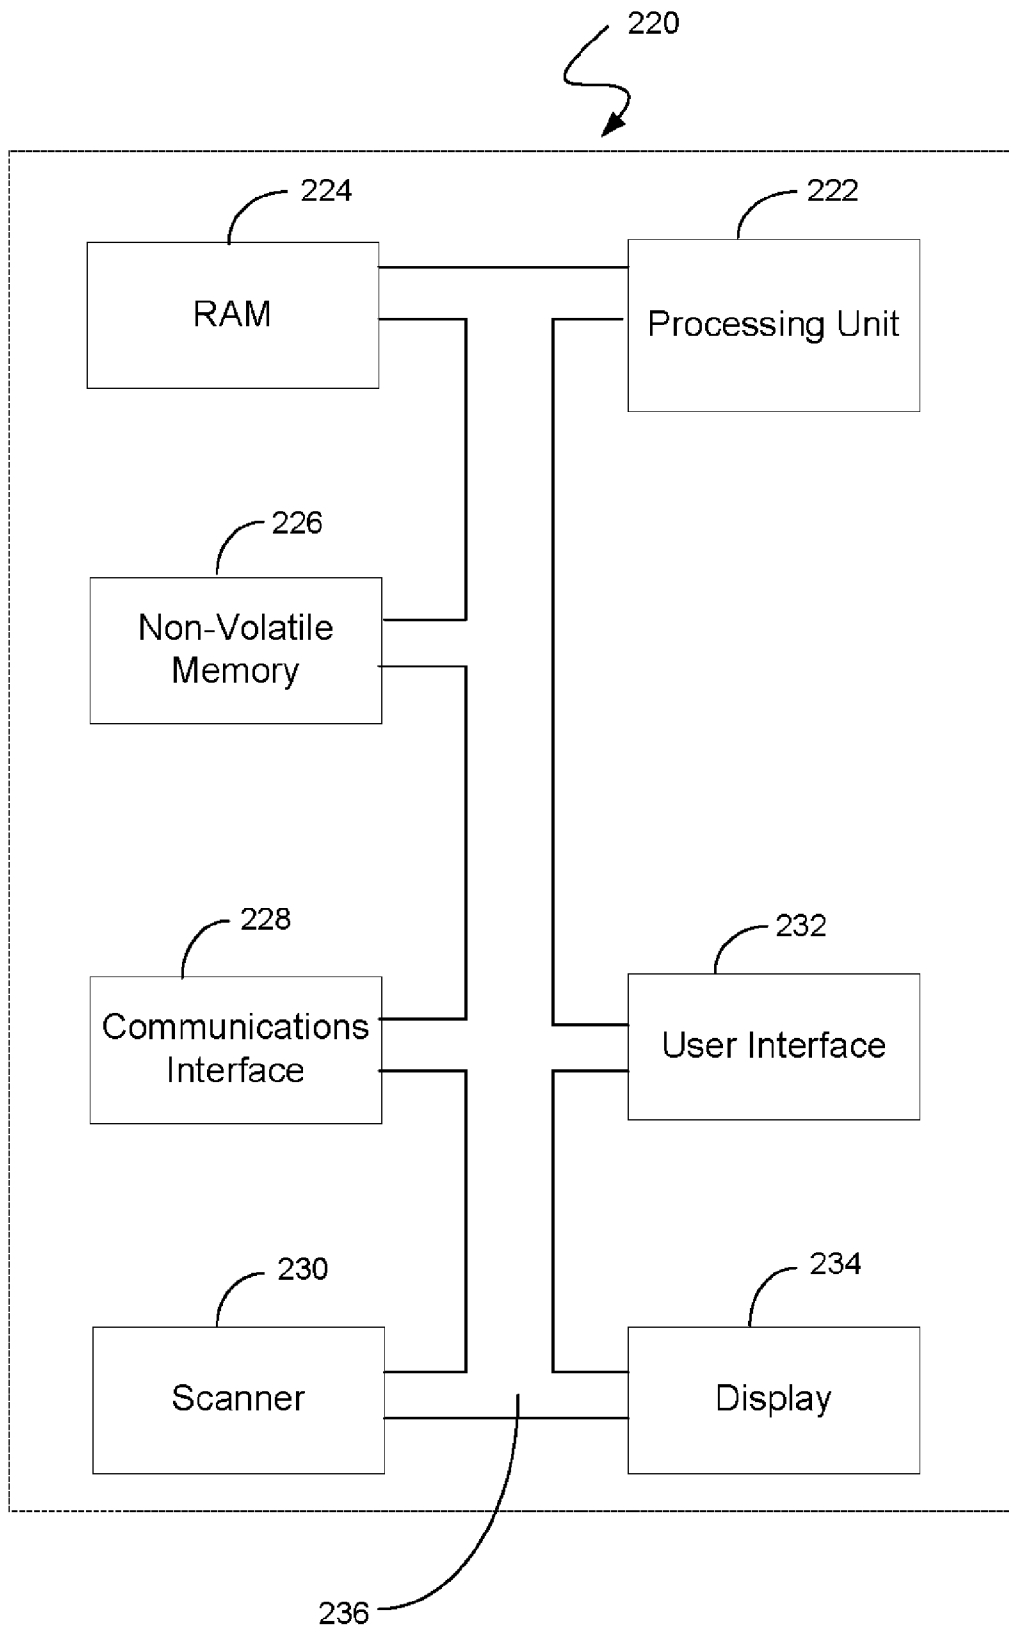 220
224
222
RAM
Processing Unit
226
Non-Volatile
Memory
228
232
Communications
Interface
User Interface
230
234
Scanner
Display
236